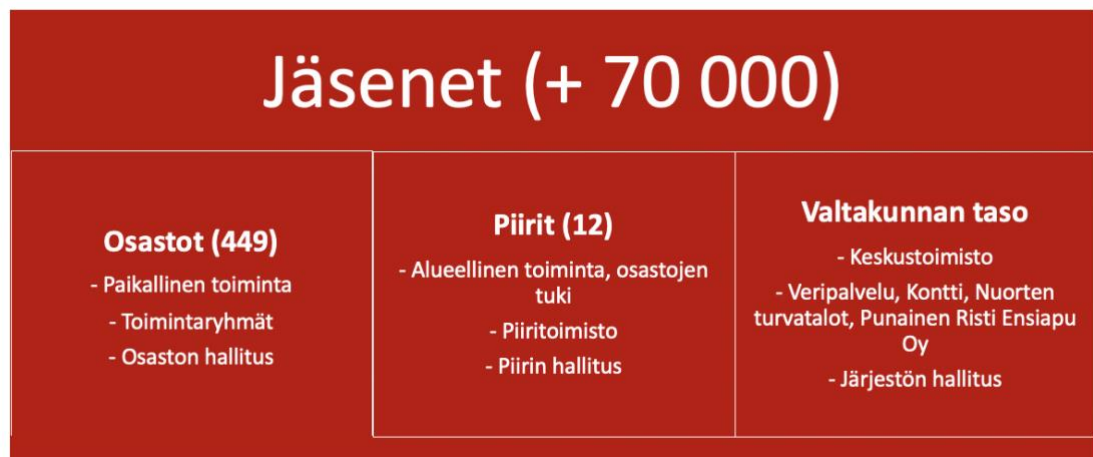 Jäsenet (+ 70 000)
Osastot (449)
- Paikallinen toiminta
- Toimintaryhmät
- Osaston hallitus
Piirit (12)
- Alueellinen toiminta, osastojen
tuki
- Piiritoimisto
- Piirin hallitus
Valtakunnan taso
- Keskustoimisto
- Veripalvelu, Kontti, Nuorten
turvatalot, Punainen Risti Ensiapu
Oy
- Järjestön hallitus